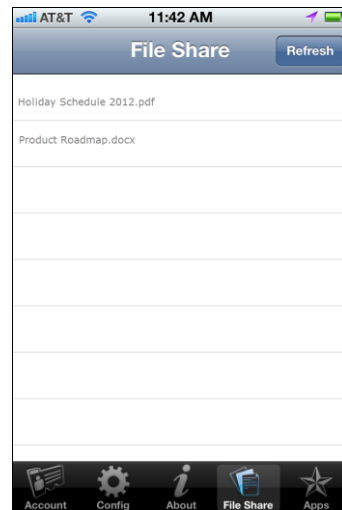 AT&T 11:42 AM
File Share Refresh
Holiday Schedule 2012.pdf
Product Roadmap.docx
Account Config About File Share Apps